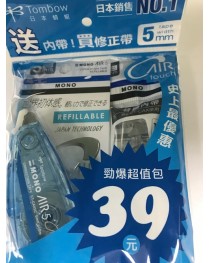 Tombow
日本蜻蜓
日本銷售
NO.1
送
內帶!
買修正帶
5mm
tape
width
MONO
MONO
AIR
touch
REFILLABLE
JAPAN TECHNOLOGY
史上最優惠
MONO AIR 5
勁爆超值包
39
元